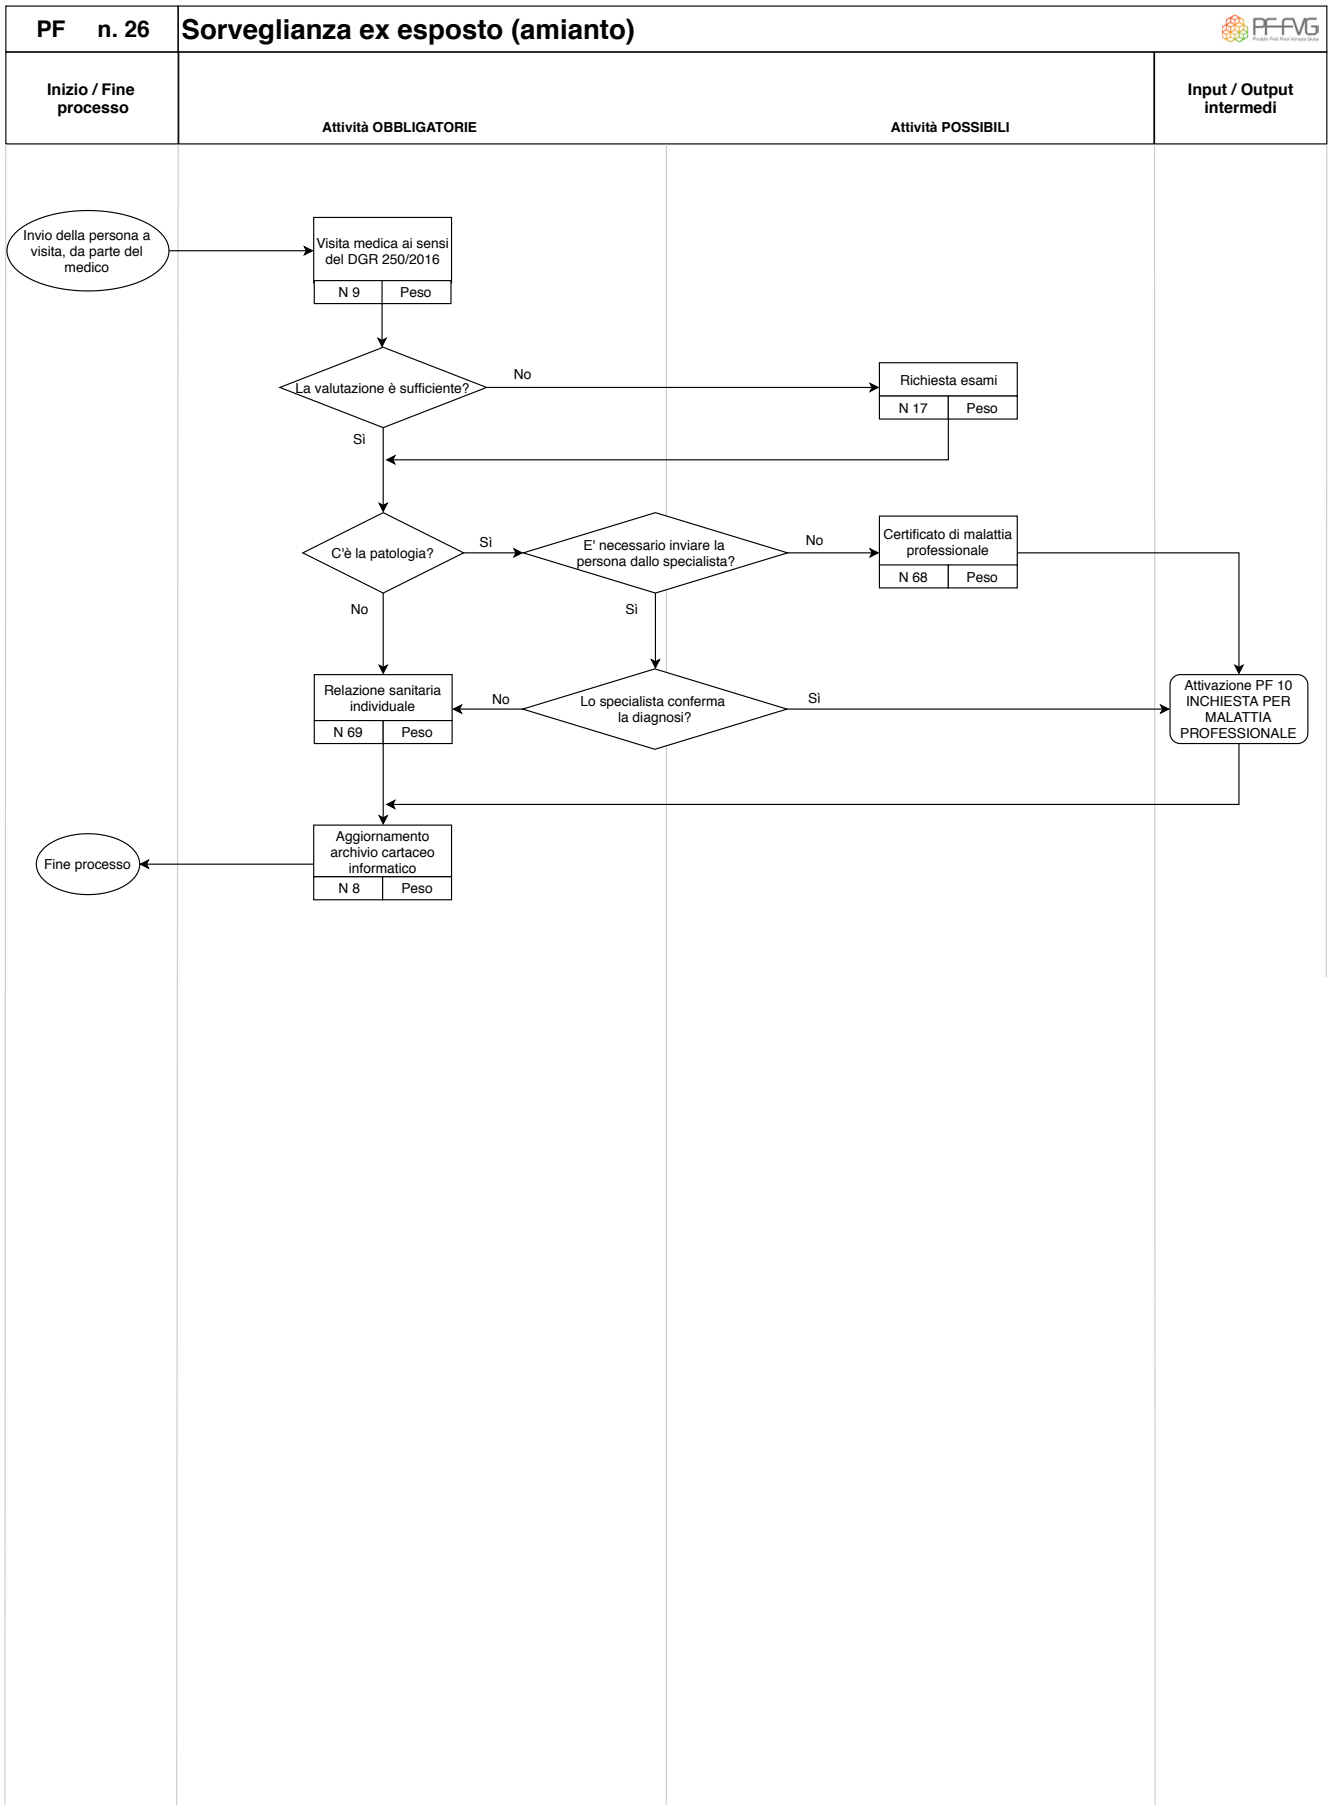 PF n. 26
Sorveglianza ex esposto (amianto)
PF-FVG
Inizio / Fine
processo
Attività OBBLIGATORIE
Attività POSSIBILI
Input / Output
intermedi
Invio della persona a
visita, da parte del
medico
Visita medica ai sensi
del DGR 250/2016
N 9 Peso
La valutazione è sufficiente?
No
Richiesta esami
N 17 Peso
Sì
C'è la patologia?
Sì
E' necessario inviare la
persona dallo specialista?
No
Certificato di malattia
professionale
N 68 Peso
No
Sì
Relazione sanitaria
individuale
N 69 Peso
No
Lo specialista conferma
la diagnosi?
Sì
Attivazione PF 10
INCHIESTA PER
MALATTIA
PROFESSIONALE
Fine processo
Aggiornamento
archivio cartaceo
informatico
N 8 Peso